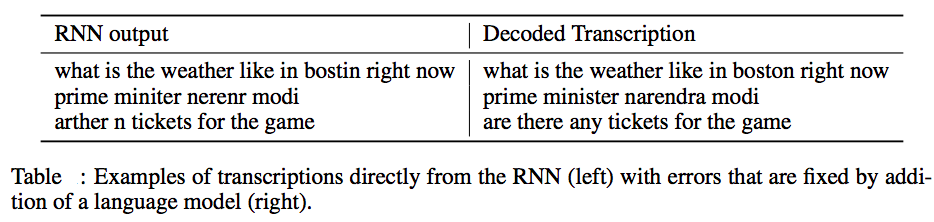 RNN output Decoded Transcription
what is the weather like in bostin right now what is the weather like in boston right now
prime miniter nerenr modi prime minister narendra modi
arther n tickets for the game are there any tickets for the game
Table : Examples of transcriptions directly from the RNN (left) with errors that are fixed by addi-
tion of a language model (right).